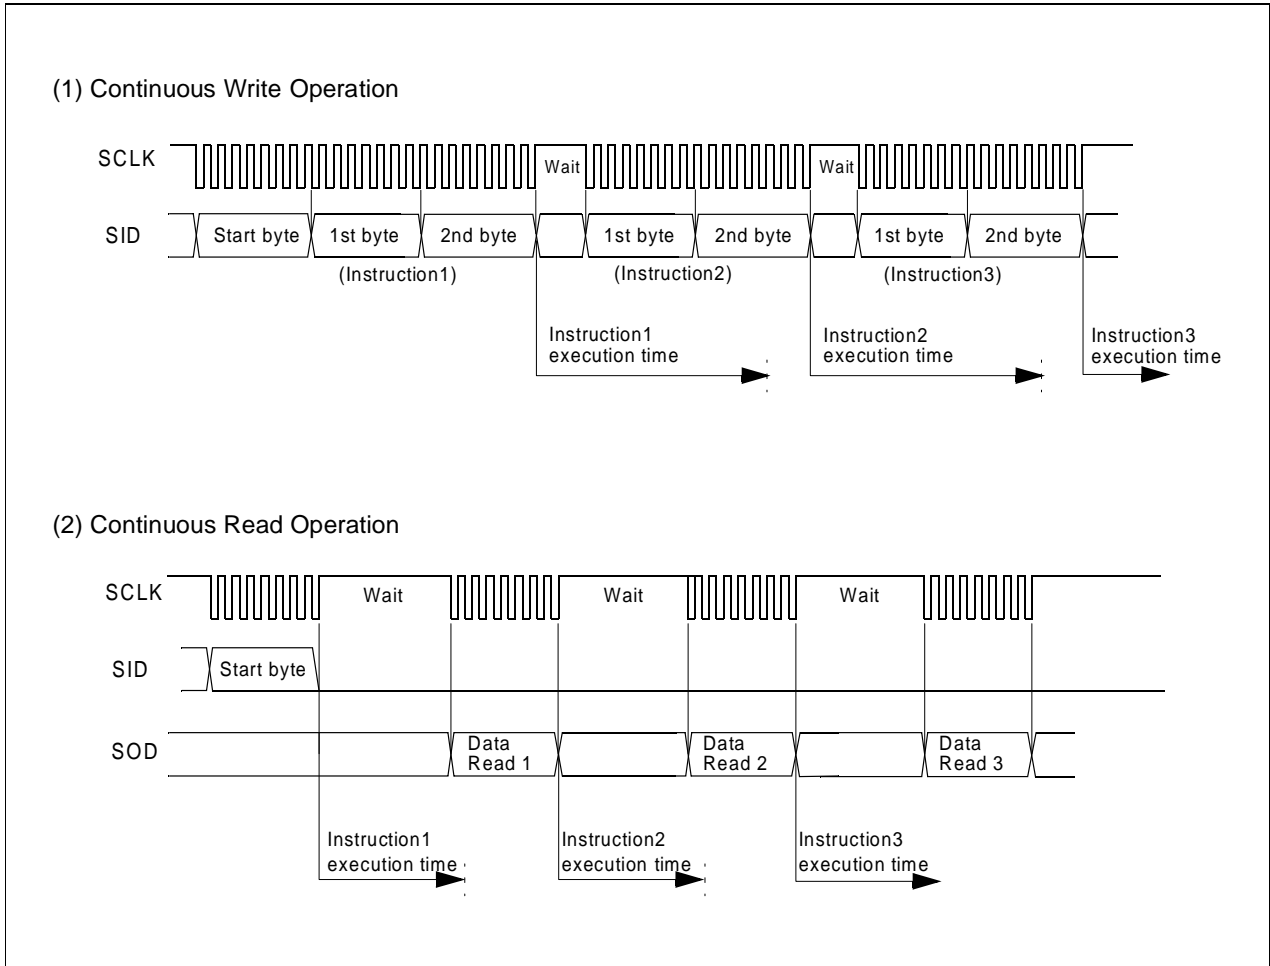 (1) Continuous Write Operation
SCLK Wait Wait
SID Start byte 1st byte 2nd byte 1st byte 2nd byte 1st byte 2nd byte
(Instruction1) (Instruction2) (Instruction3)
Instruction1 Instruction2 Instruction3
execution time execution time execution time
(2) Continuous Read Operation
SCLK Wait Wait Wait
SID Start byte
SOD Data Data Data
Read 1 Read 2 Read 3
Instruction1 Instruction2 Instruction3
execution time execution time execution time